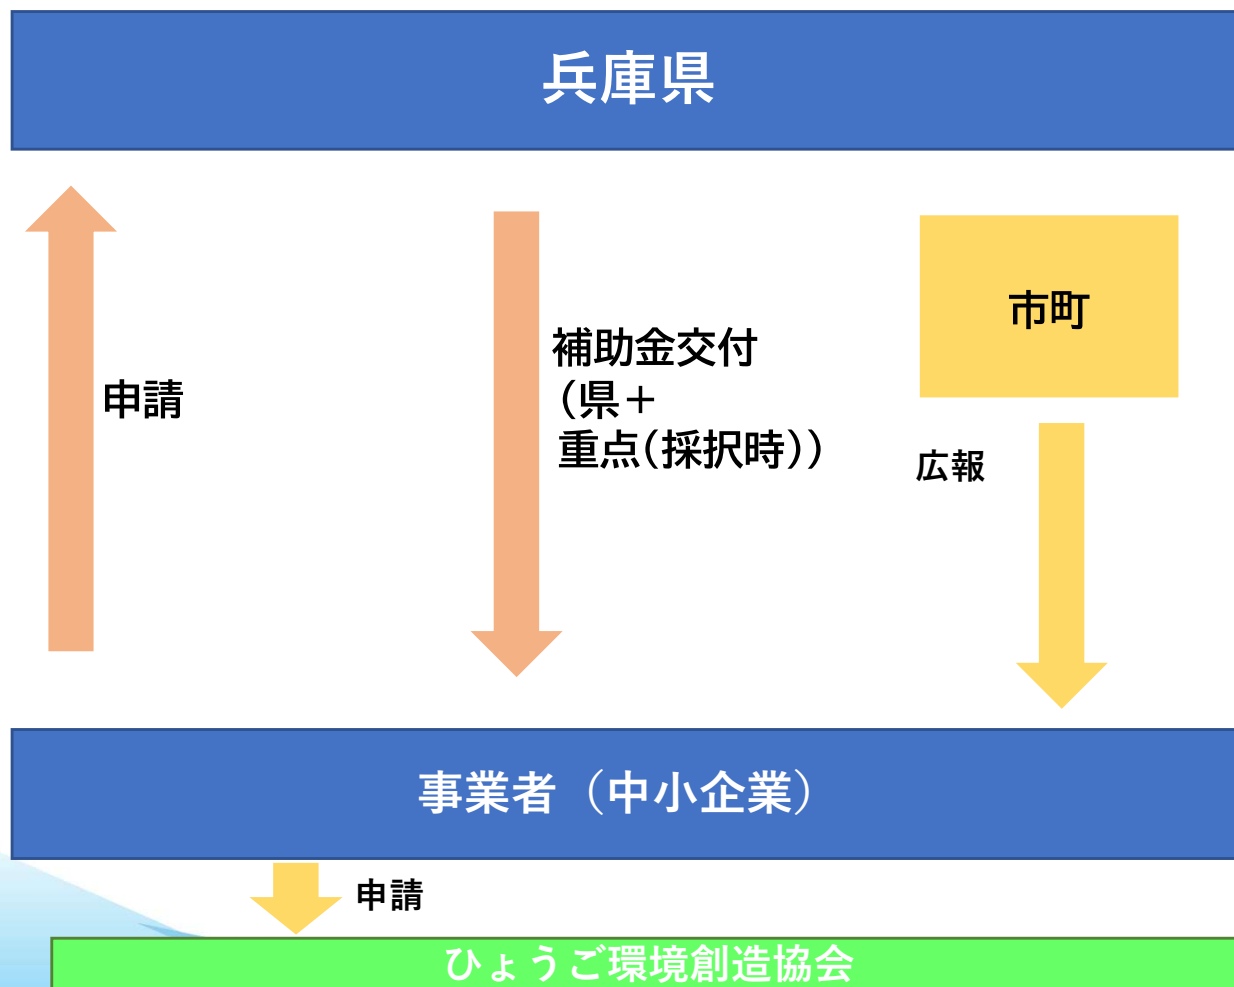 兵庫県
申請
補助金交付
（県＋
重点（採択時））
市町
広報
事業者（中小企業）
申請
ひょうご環境創造協会